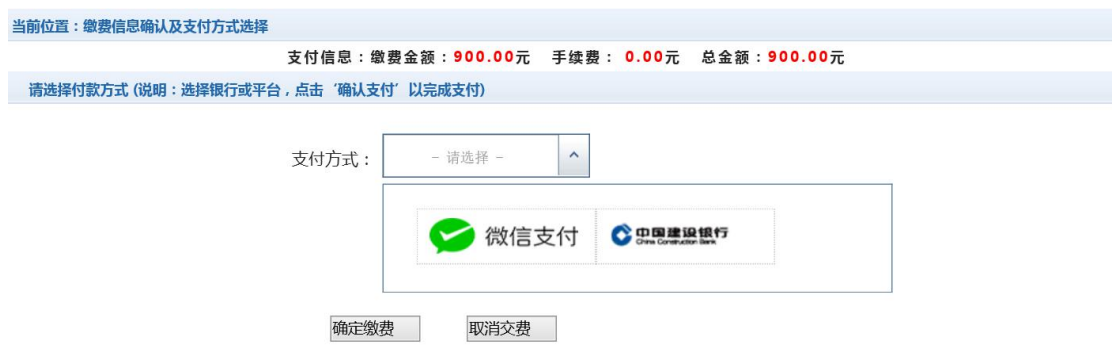 当前位置：缴费信息确认及支付方式选择
支付信息：缴费金额：900.00元 手续费： 0.00元 总金额：900.00元
请选择付款方式 (说明：选择银行或平台，点击‘确认支付’以完成支付)
支付方式： - 请选择 -
微信支付 中国建设银行
China Construction Bank
确定缴费 取消交费